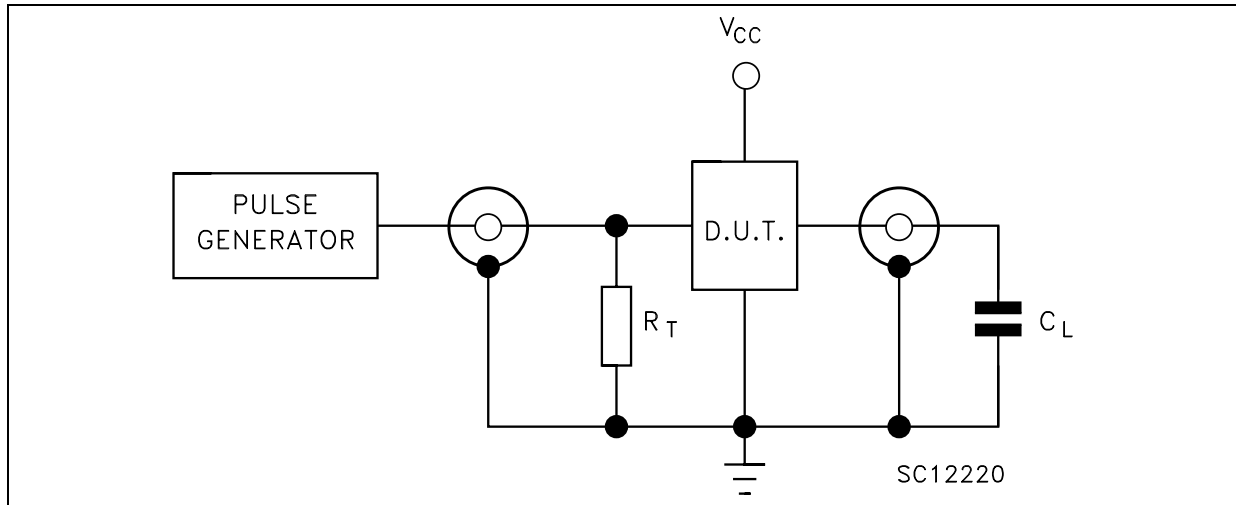 VCC
PULSE
GENERATOR
D.U.T.
RT
CL
SC12220